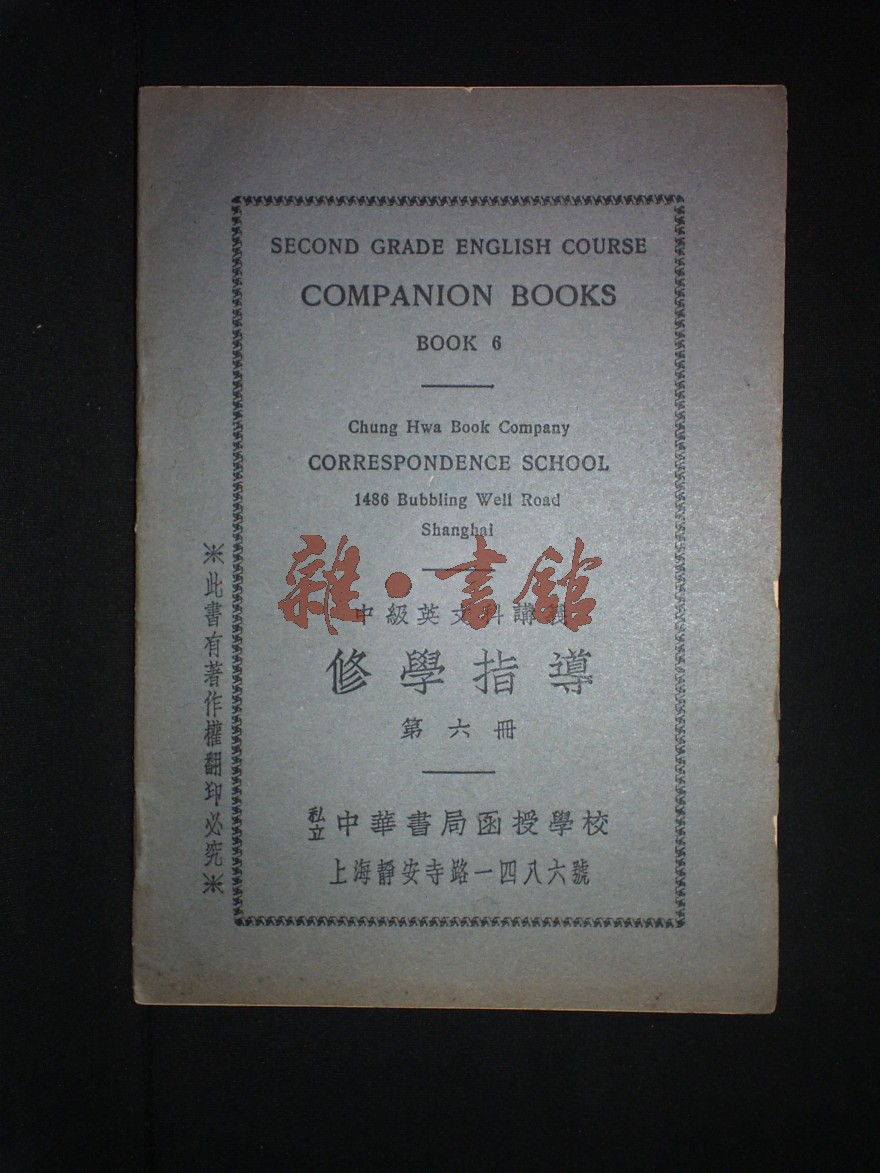 SECOND GRADE ENGLISH COURSE
COMPANION BOOKS
BOOK 6
Chung Hwa Book Company
CORRESPONDENCE SCHOOL
1486 Bubbling Well Road
Shanghai
雜·書館
中級英文科講義
修學指導
第六冊
私立中華書局函授學校
上海靜安寺路一四八六號
※此書有著作權翻印必究※